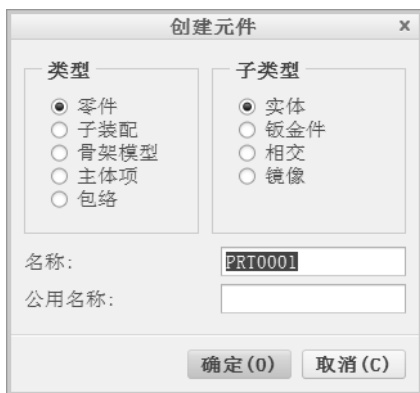 创建元件 x
类型
零件
子装配
骨架模型
主体项
包络
子类型
实体
钣金件
相交
镜像
名称: PRT0001
公用名称:
确定(O) 取消(C)